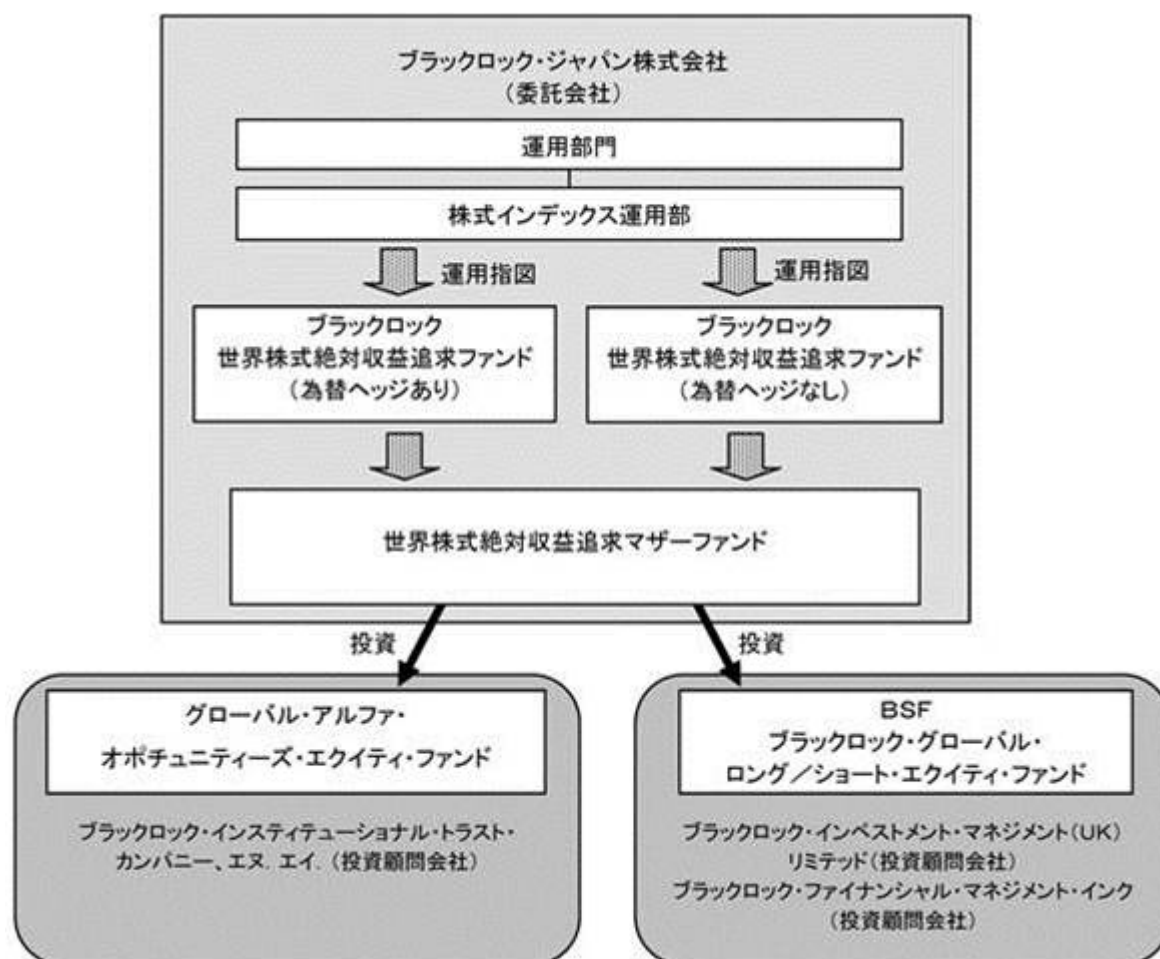 ブラックロック・ジャパン株式会社
（委託会社）
運用部門
株式インデックス運用部
運用指図
運用指図
ブラックロック
世界株式絶対収益追求ファンド
（為替ヘッジあり）
ブラックロック
世界株式絶対収益追求ファンド
（為替ヘッジなし）
世界株式絶対収益追求マザーファンド
投資
投資
グローバル・アルファ・
オポチュニティーズ・エクイティ・ファンド
ブラックロック・インスティテューショナル・トラスト・
カンパニー、エヌ．エイ．（投資顧問会社）
ＢＳＦ
ブラックロック・グローバル・
ロング／ショート・エクイティ・ファンド
ブラックロック・インベストメント・マネジメント（ＵＫ）
リミテッド（投資顧問会社）
ブラックロック・ファイナンシャル・マネジメント・インク
（投資顧問会社）